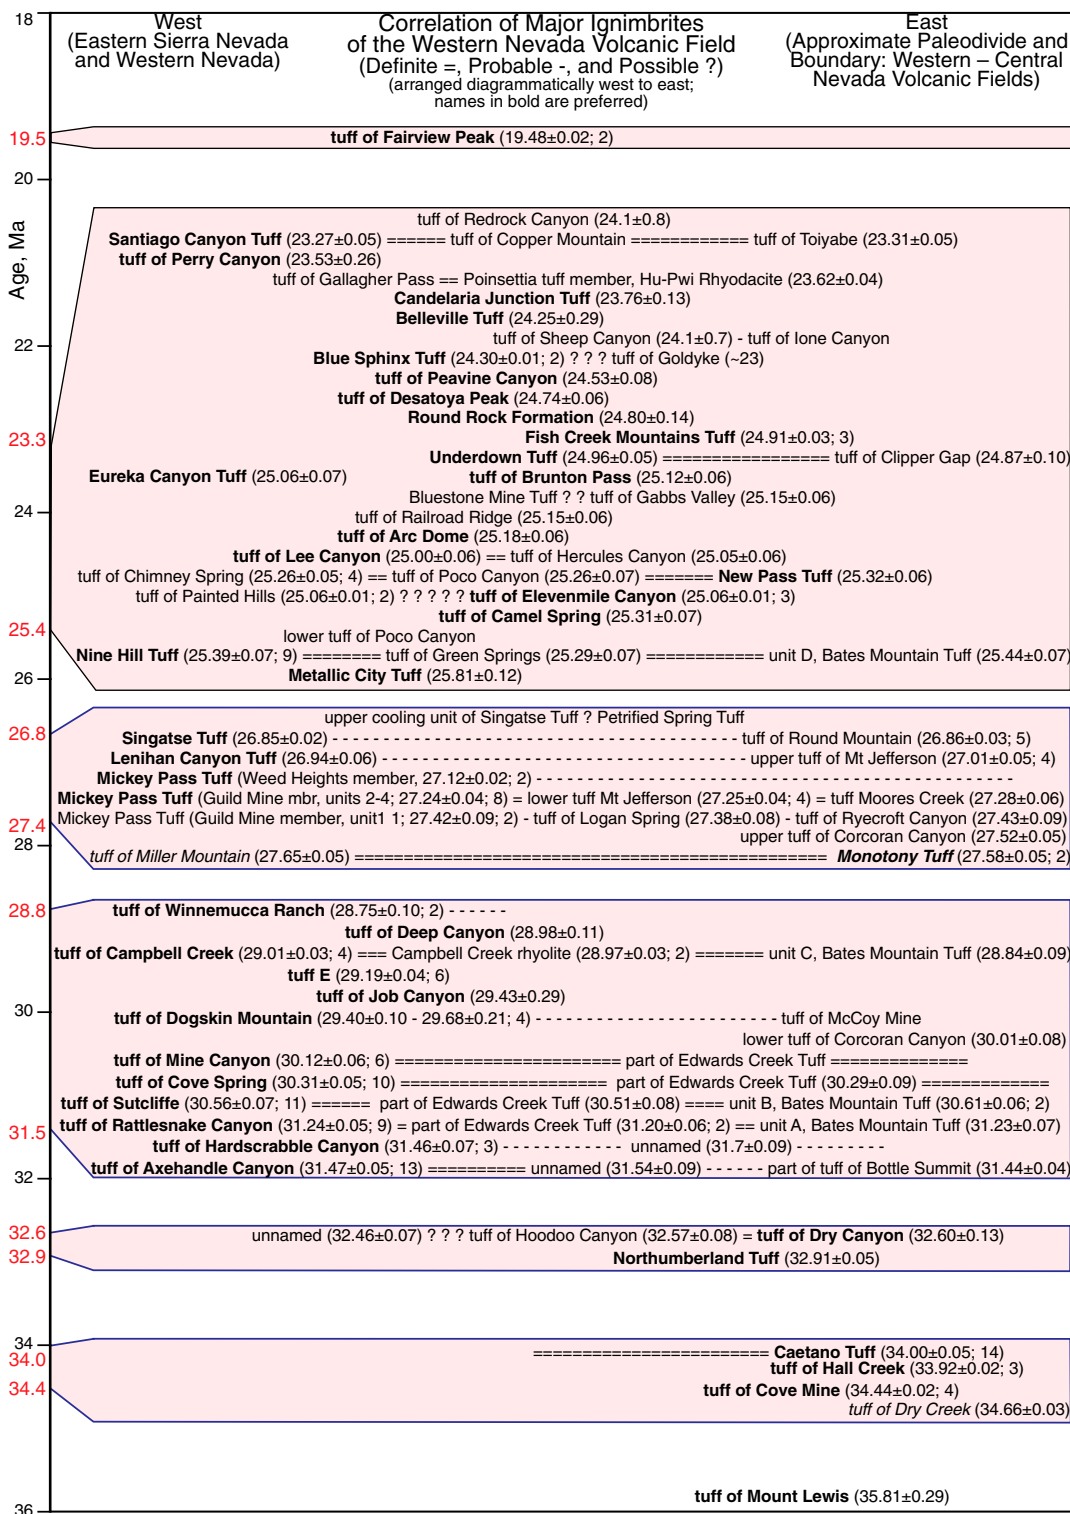 18
West
(Eastern Sierra Nevada
and Western Nevada)
Correlation of Major Ignimbrites
of the Western Nevada Volcanic Field
(Definite =, Probable -, and Possible ?)
(arranged diagrammatically west to east;
names in bold are preferred)
East
(Approximate Paleodivide and
Boundary: Western – Central
Nevada Volcanic Fields)
19.5
tuff of Fairview Peak (19.48±0.02; 2)
20
Age, Ma
tuff of Redrock Canyon (24.1±0.8)
Santiago Canyon Tuff (23.27±0.05) ====== tuff of Copper Mountain ============ tuff of Toiyabe (23.31±0.05)
tuff of Perry Canyon (23.53±0.26)
tuff of Gallagher Pass == Poinsettia tuff member, Hu-Pwi Rhyodacite (23.62±0.04)
Candelaria Junction Tuff (23.76±0.13)
Belleville Tuff (24.25±0.29)
tuff of Sheep Canyon (24.1±0.7) - tuff of Ione Canyon
22
Blue Sphinx Tuff (24.30±0.01; 2) ? ? ? tuff of Goldyke (~23)
tuff of Peavine Canyon (24.53±0.08)
tuff of Desatoya Peak (24.74±0.06)
Round Rock Formation (24.80±0.14)
23.3
Fish Creek Mountains Tuff (24.91±0.03; 3)
Underdown Tuff (24.96±0.05) ================= tuff of Clipper Gap (24.87±0.10)
Eureka Canyon Tuff (25.06±0.07) tuff of Brunton Pass (25.12±0.06)
Bluestone Mine Tuff ? ? tuff of Gabbs Valley (25.15±0.06)
24
tuff of Railroad Ridge (25.15±0.06)
tuff of Arc Dome (25.18±0.06)
tuff of Lee Canyon (25.00±0.06) == tuff of Hercules Canyon (25.05±0.06)
tuff of Chimney Spring (25.26±0.05; 4) == tuff of Poco Canyon (25.26±0.07) ======= New Pass Tuff (25.32±0.06)
tuff of Painted Hills (25.06±0.01; 2) ? ? ? ? ? tuff of Elevenmile Canyon (25.06±0.01; 3)
tuff of Camel Spring (25.31±0.07)
25.4
lower tuff of Poco Canyon
Nine Hill Tuff (25.39±0.07; 9) ======== tuff of Green Springs (25.29±0.07) ============ unit D, Bates Mountain Tuff (25.44±0.07)
26
Metallic City Tuff (25.81±0.12)
upper cooling unit of Singatse Tuff ? Petrified Spring Tuff
26.8
Singatse Tuff (26.85±0.02) - - - - - - - - - - - - - - - - - - - - - - - - - - - - - - - - - - - - - - - - tuff of Round Mountain (26.86±0.03; 5)
Lenihan Canyon Tuff (26.94±0.06) - - - - - - - - - - - - - - - - - - - - - - - - - - - - - - - - - - - - upper tuff of Mt Jefferson (27.01±0.05; 4)
Mickey Pass Tuff (Weed Heights member, 27.12±0.02; 2) - - - - - - - - - - - - - - - - - - - - - - - - - - - - - - - - - - - - - - - - - - - - - - -
Mickey Pass Tuff (Guild Mine mbr, units 2-4; 27.24±0.04; 8) = lower tuff Mt Jefferson (27.25±0.04; 4) = tuff Moores Creek (27.28±0.06)
27.4
Mickey Pass Tuff (Guild Mine member, unit1 1; 27.42±0.09; 2) - tuff of Logan Spring (27.38±0.08) - tuff of Ryecroft Canyon (27.43±0.09)
upper tuff of Corcoran Canyon (27.52±0.05)
28
tuff of Miller Mountain (27.65±0.05) ============================================ Monotony Tuff (27.58±0.05; 2)
28.8
tuff of Winnemucca Ranch (28.75±0.10; 2) - - - - - -
tuff of Deep Canyon (28.98±0.11)
tuff of Campbell Creek (29.01±0.03; 4) === Campbell Creek rhyolite (28.97±0.03; 2) ======= unit C, Bates Mountain Tuff (28.84±0.09)
tuff E (29.19±0.04; 6)
tuff of Job Canyon (29.43±0.29)
30
tuff of Dogskin Mountain (29.40±0.10 - 29.68±0.21; 4) - - - - - - - - - - - - - - - - - - - - - - - - tuff of McCoy Mine
lower tuff of Corcoran Canyon (30.01±0.08)
tuff of Mine Canyon (30.12±0.06; 6) ====================== part of Edwards Creek Tuff ==============
tuff of Cove Spring (30.31±0.05; 10) ==================== part of Edwards Creek Tuff (30.29±0.09) =============
tuff of Sutcliffe (30.56±0.07; 11) ====== part of Edwards Creek Tuff (30.51±0.08) ==== unit B, Bates Mountain Tuff (30.61±0.06; 2)
31.5
tuff of Rattlesnake Canyon (31.24±0.05; 9) = part of Edwards Creek Tuff (31.20±0.06; 2) == unit A, Bates Mountain Tuff (31.23±0.07)
tuff of Hardscrabble Canyon (31.46±0.07; 3) - - - - - - - - - - - - unnamed (31.7±0.09) - - - - - - - - -
tuff of Axehandle Canyon (31.47±0.05; 13) ========== unnamed (31.54±0.09) - - - - - - part of tuff of Bottle Summit (31.44±0.04)
32
32.6
unnamed (32.46±0.07) ? ? ? tuff of Hoodoo Canyon (32.57±0.08) = tuff of Dry Canyon (32.60±0.13)
32.9
Northumberland Tuff (32.91±0.05)
34
34.0
======================= Caetano Tuff (34.00±0.05; 14)
tuff of Hall Creek (33.92±0.02; 3)
34.4
tuff of Cove Mine (34.44±0.02; 4)
tuff of Dry Creek (34.66±0.03)
tuff of Mount Lewis (35.81±0.29)
36